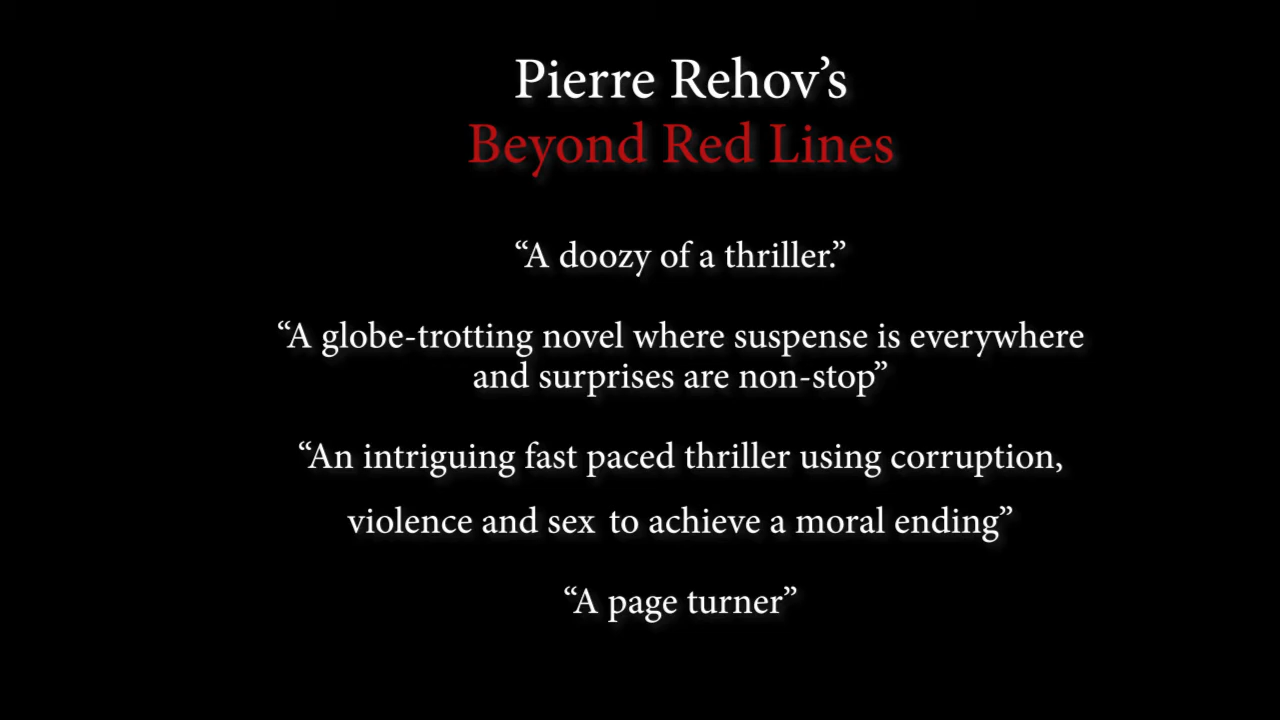 Pierre Rehov’s
Beyond Red Lines
“A doozy of a thriller.”
“A globe-trotting novel where suspense is everywhere
and surprises are non-stop”
“An intriguing fast paced thriller using corruption,
violence and sex to achieve a moral ending”
“A page turner”